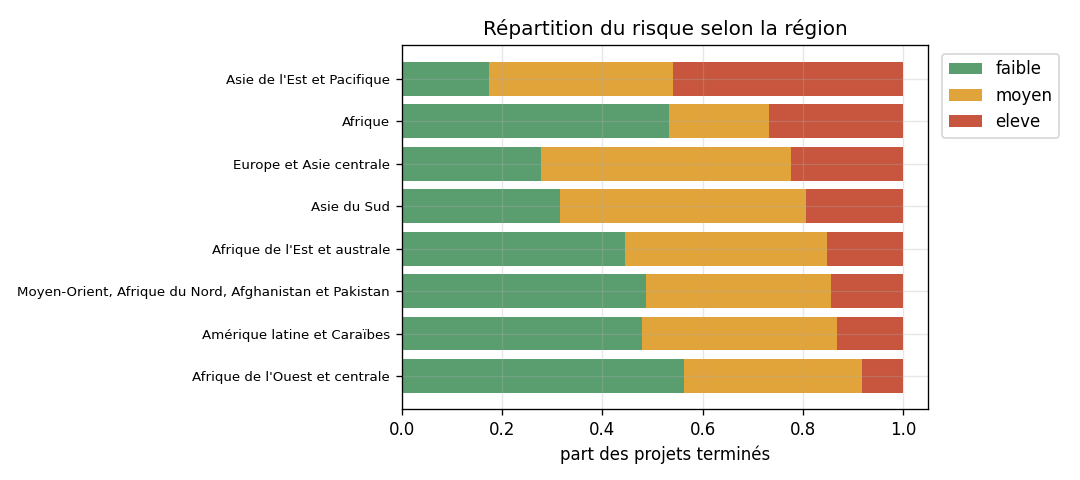 Répartition du risque selon la région
Asie de l'Est et Pacifique
Afrique
Europe et Asie centrale
Asie du Sud
Afrique de l'Est et australe
Moyen-Orient, Afrique du Nord, Afghanistan et Pakistan
Amérique latine et Caraïbes
Afrique de l'Ouest et centrale
0.0 0.2 0.4 0.6 0.8 1.0
part des projets terminés
faible
moyen
eleve